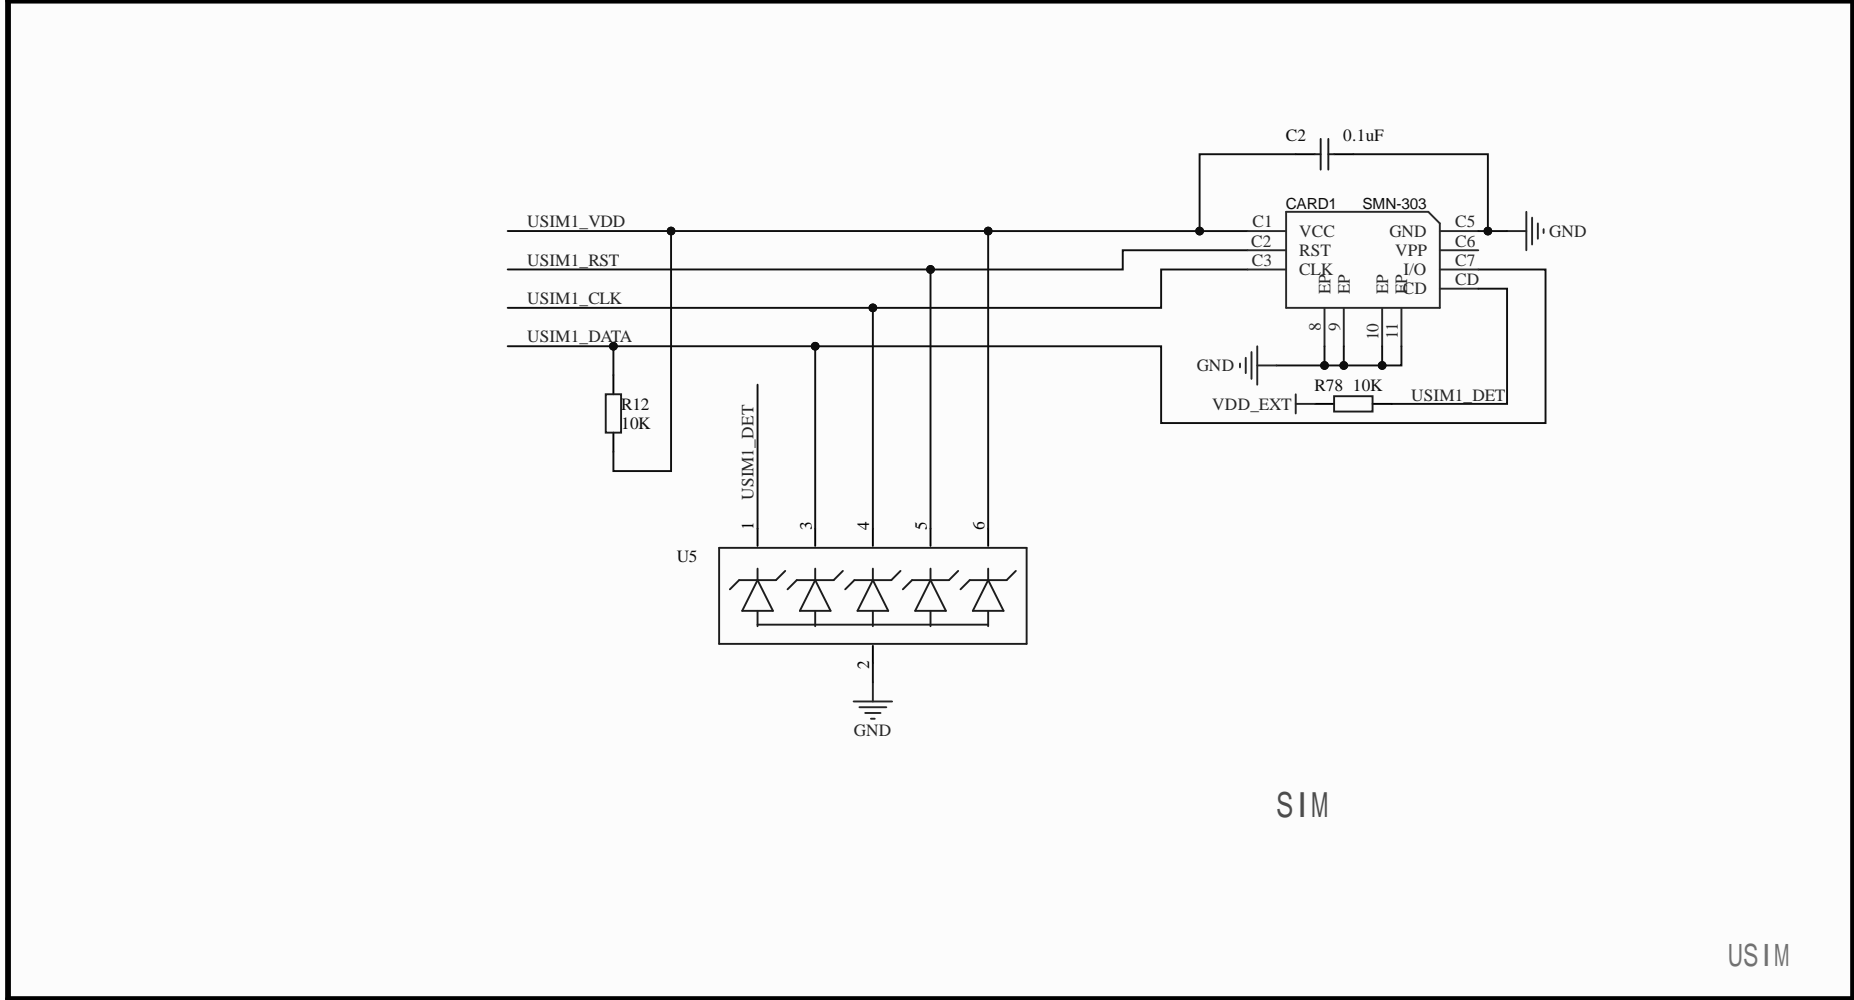 C2 0.1uF
CARD1 SMN-303
USIM1_VDD
C1 VCC GND C5 GND
C2 RST VPP C6
USIM1_RST
C3 CLK I/O C7
EP EP EP EP CD CD
USIM1_CLK
8 9 10 11
USIM1_DATA
GND
R78 10K
VDD_EXT USIM1_DET
R12
10K
USIM1_DET
1 3 4 5 6
U5
2
GND
SIM
USIM